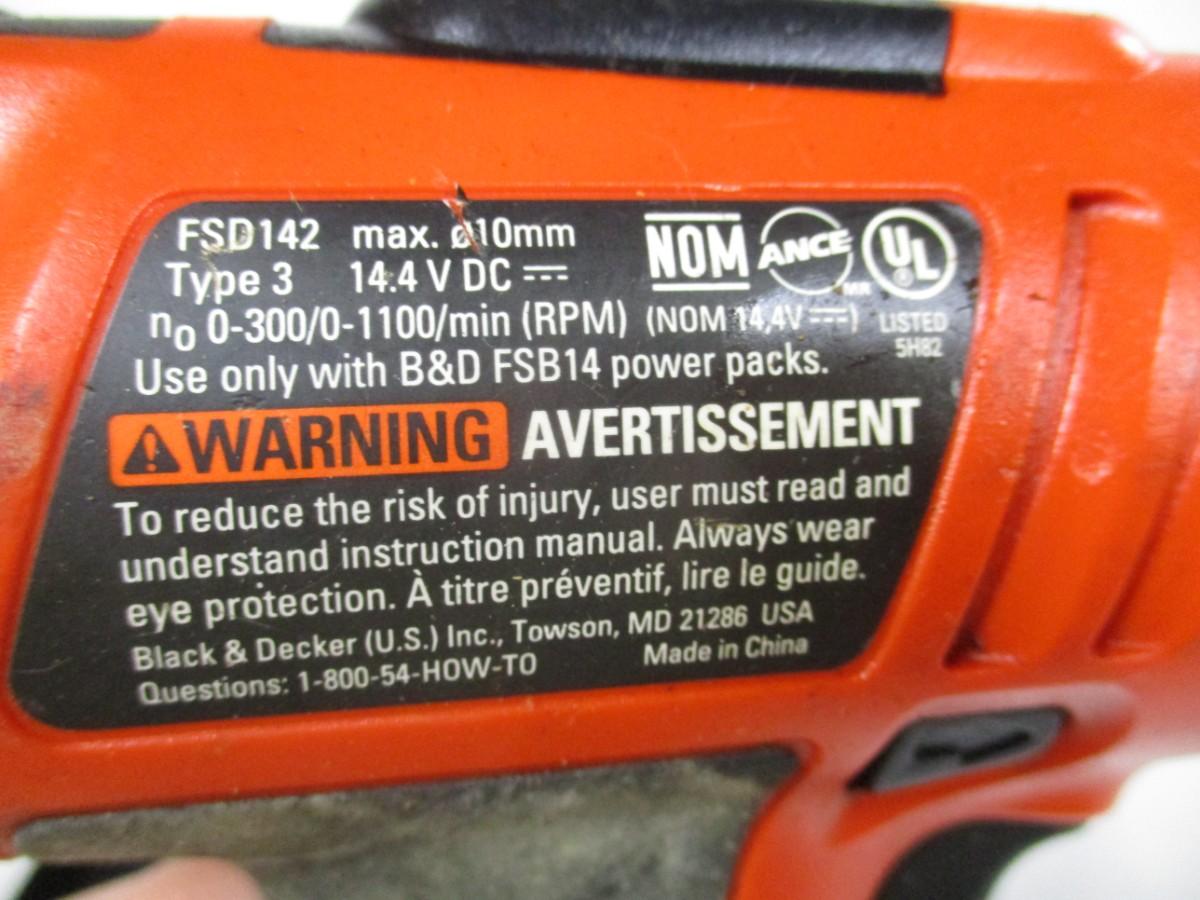 FSD142 max. ø10mm NOM ANCE MR UL ®
Type 3 14.4 V DC ⎓
n₀ 0-300/0-1100/min (RPM) (NOM 14,4V ⎓) LISTED
5H82
Use only with B&D FSB14 power packs.
⚠WARNING AVERTISSEMENT
To reduce the risk of injury, user must read and
understand instruction manual. Always wear
eye protection. À titre préventif, lire le guide.
Black & Decker (U.S.) Inc., Towson, MD 21286 USA
Questions: 1-800-54-HOW-TO Made in China